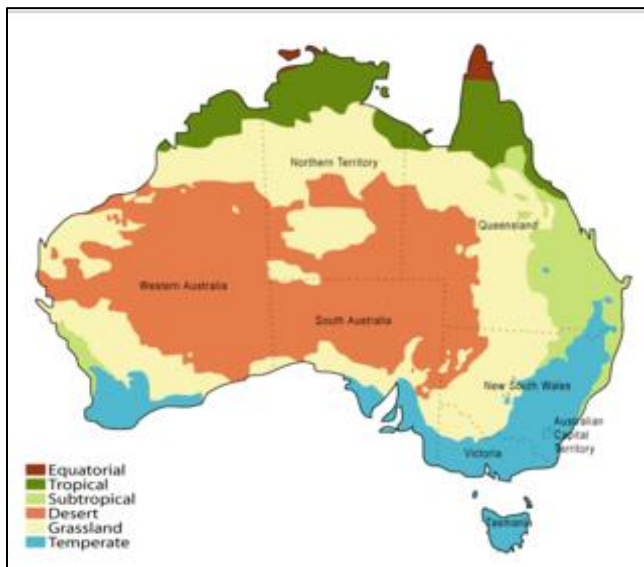 Northern Territory
Queensland
Western Australia
South Australia
New South Wales
Australian
Capital
Territory
Victoria
Tasmania
Equatorial
Tropical
Subtropical
Desert
Grassland
Temperate